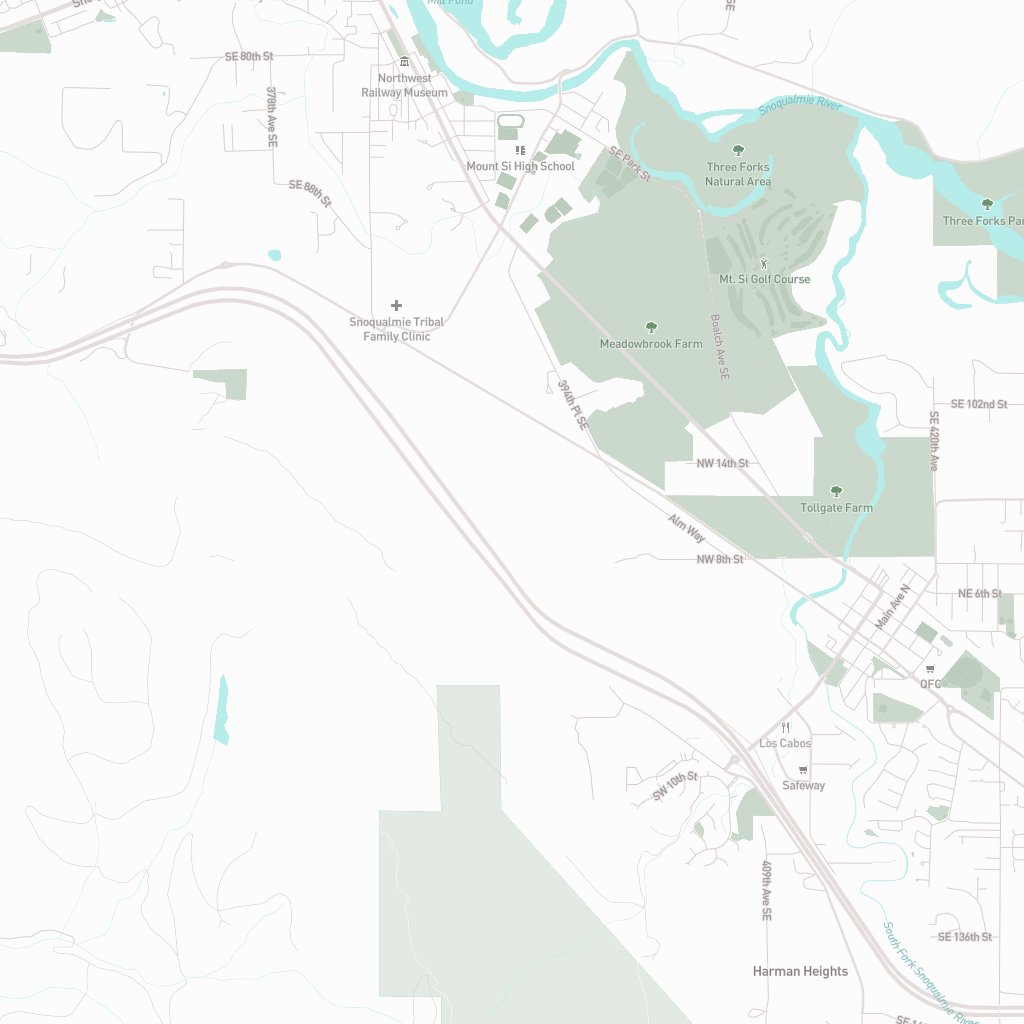 Mill Pond
SE 80th St
Northwest
Railway Museum
378th Ave SE
SE
Snoqualmie River
Mount Si High School
SE Park St
Three Forks
Natural Area
SE 88th St
Three Forks Par
Mt. Si Golf Course
Snoqualmie Tribal
Family Clinic
Meadowbrook Farm
Boalch Ave SE
394th Pl SE
SE 102nd St
SE 420th Ave
NW 14th St
Tollgate Farm
Alm Way
NW 8th St
NE 6th St
Main Ave N
QFC
Los Cabos
Safeway
SW 10th St
409th Ave SE
SE 136th St
South Fork Snoqualmie River
Harman Heights